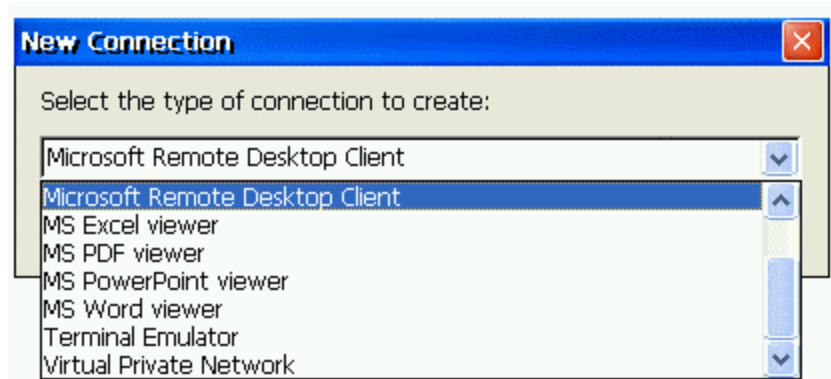 New Connection
Select the type of connection to create:
Microsoft Remote Desktop Client
Microsoft Remote Desktop Client
MS Excel viewer
MS PDF viewer
MS PowerPoint viewer
MS Word viewer
Terminal Emulator
Virtual Private Network